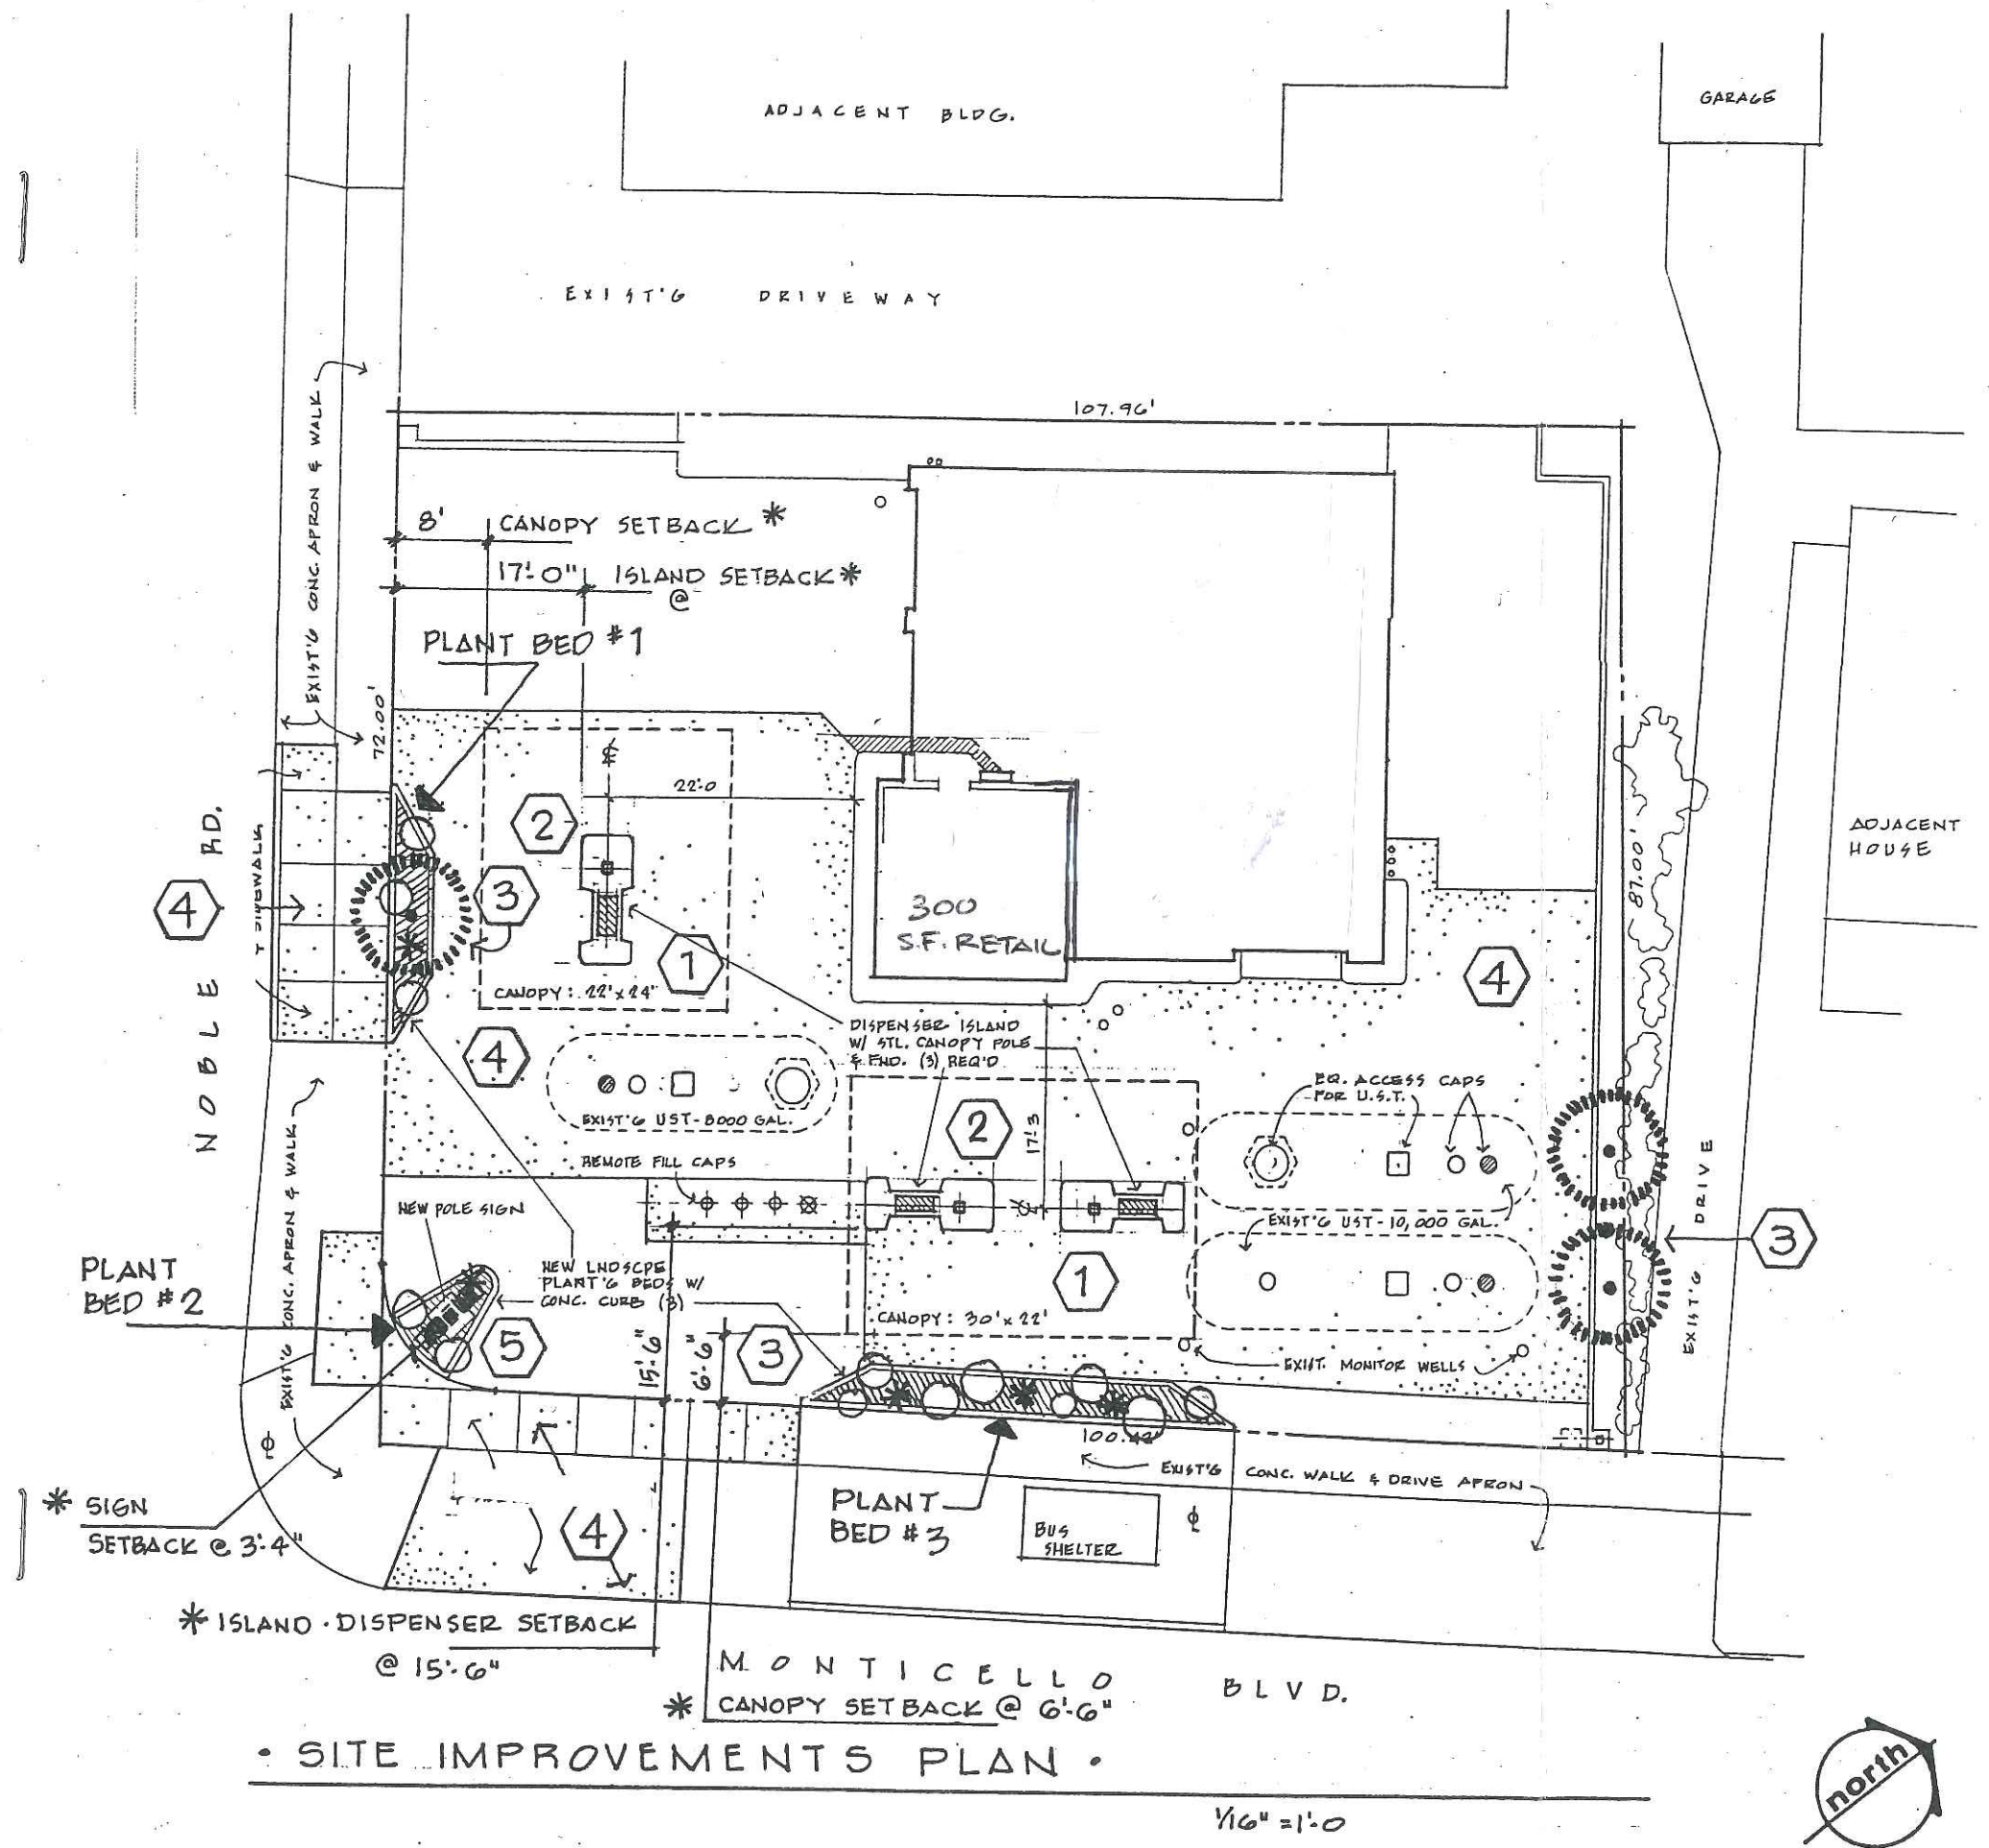 ADJACENT BLDG.
GARAGE
EXIST'G DRIVEWAY
107.96'
EXIST'G CONC. APRON & WALK
8' CANOPY SETBACK *
17'-0" ISLAND SETBACK *
@
PLANT BED #1
72.00'
22'-0
2
3
1
300
S.F. RETAIL
CANOPY: 22' x 24'
4
NOBLE RD.
SIDEWALK
87.00'
ADJACENT
HOUSE
4
4
DISPENSER ISLAND
W/ STL. CANOPY POLE
& FND. (3) REQ'D
EQ. ACCESS CAPS
FOR U.S.T.
EXIST'G UST - 8000 GAL.
2
17'-3
REMOTE FILL CAPS
EXIST'G CONC. APRON & WALK
NEW POLE SIGN
EXIST'G UST - 10,000 GAL.
EXIST'G DRIVE
3
PLANT
BED #2
NEW LNDSCPE
PLANT'G BEDS W/
CONC. CURB (3)
1
CANOPY: 30' x 22'
5
15'-6"
6'-6"
3
EXIST. MONITOR WELLS
100.42'
EXIST'G CONC. WALK & DRIVE APRON
PLANT
BED #3
BUS
SHELTER
* SIGN
SETBACK @ 3'-4"
4
* ISLAND · DISPENSER SETBACK
@ 15'-6"
MONTICELLO BLVD.
* CANOPY SETBACK @ 6'-6"
· SITE IMPROVEMENTS PLAN ·
1/16" = 1'-0
north